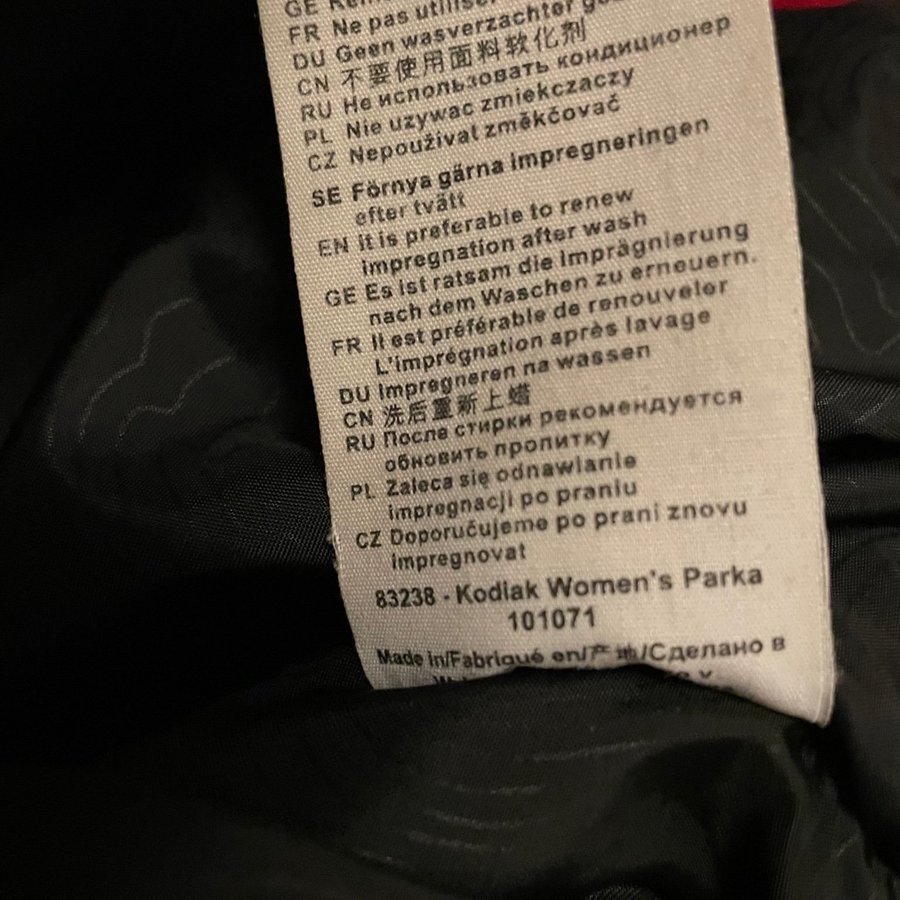 GE
FR Ne pas utiliser
DU Geen wasverzachter
CN 不要使用面料软化剂
RU Не использовать кондиционер
PL Nie uzywac zmiekczaczy
CZ Nepoužívat změkčovač
SE Förnya gärna impregneringen
efter tvätt
EN It is preferable to renew
impregnation after wash
GE Es ist ratsam die Imprägnierung
nach dem Waschen zu erneuern.
FR Il est préférable de renouveler
L'imprégnation après lavage
DU Impregneren na wassen
CN 洗后重新上蜡
RU После стирки рекомендуется
обновить пропитку
PL Zaleca się odnawianie
impregnacji po praniu
CZ Doporučujeme po praní znovu
impregnovat
83238 - Kodiak Women's Parka
101071
Made in/Fabriqué en/产地/Сделано в